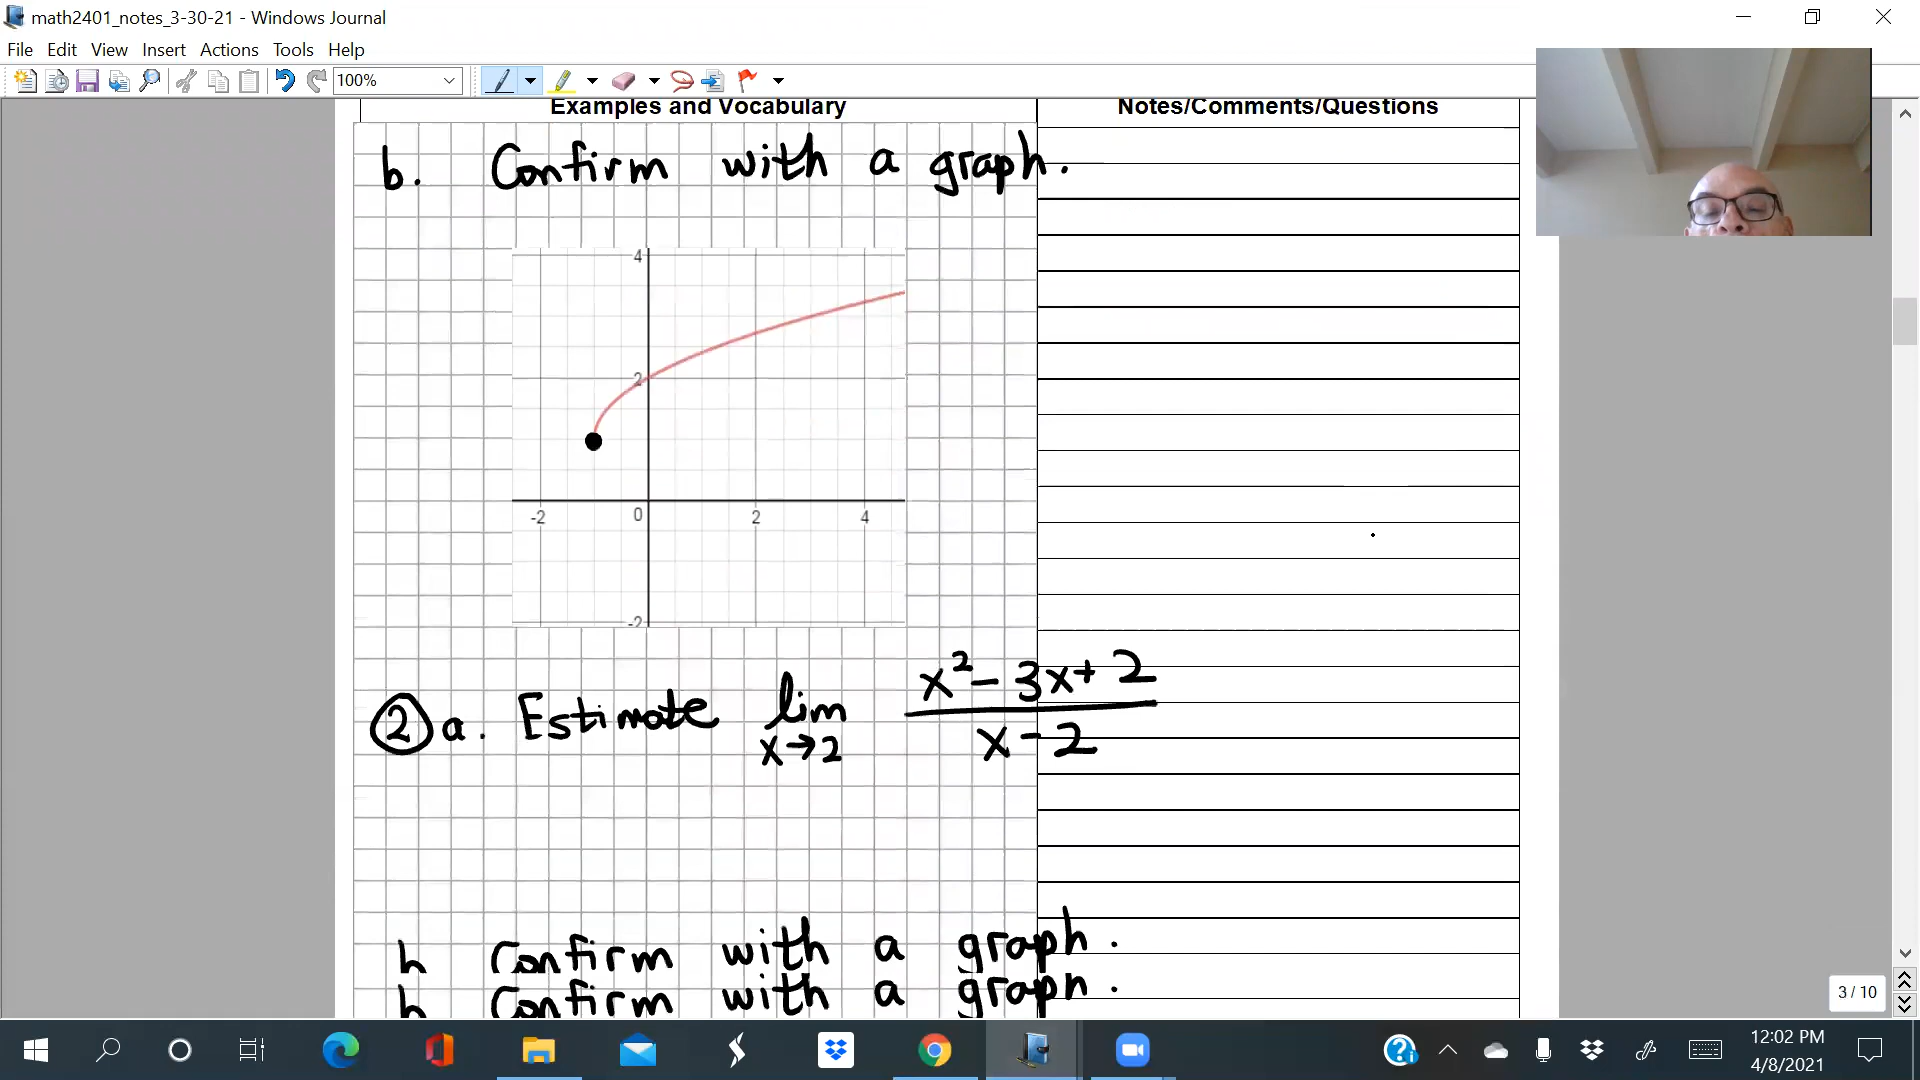 math2401_notes_3-30-21 - Windows Journal
File Edit View Insert Actions Tools Help
100%
Examples and Vocabulary
Notes/Comments/Questions
b. Confirm with a graph.
4
2
-2 0 2 4
-2
② a. Estimate lim x→2 (x² - 3x + 2)/(x - 2)
Confirm with a graph.
Confirm with a graph.
3 / 10
12:02 PM
4/8/2021